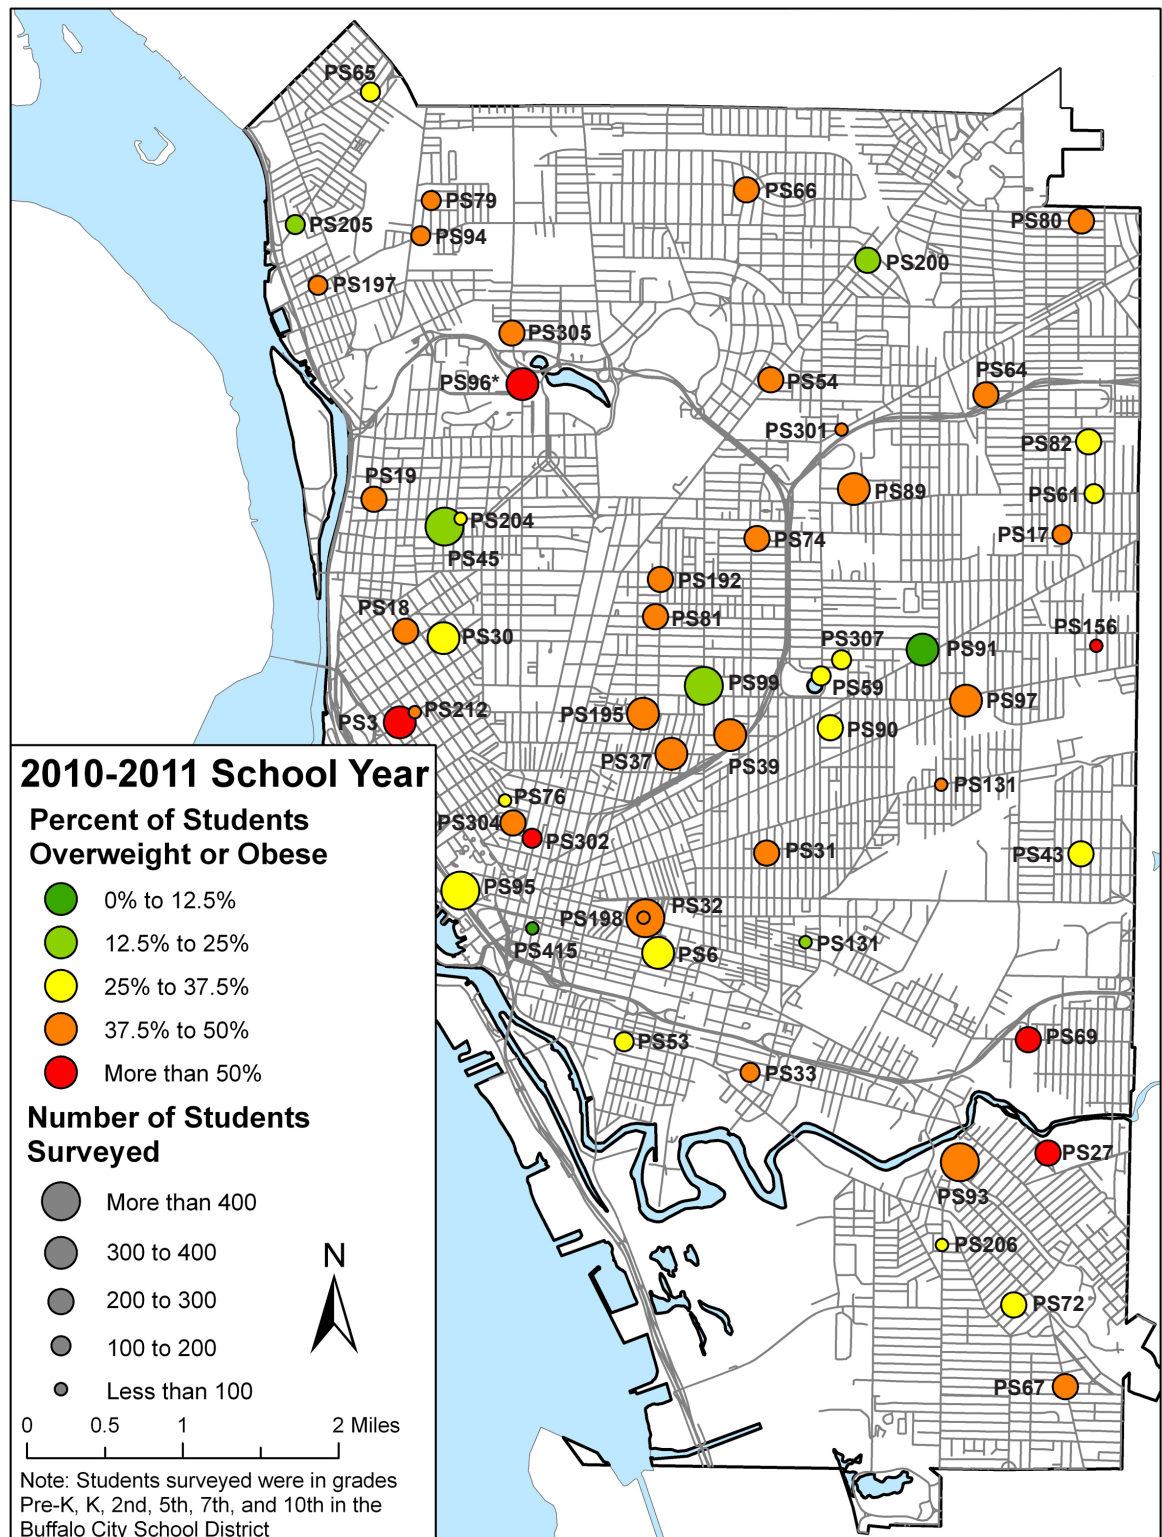 PS65
PS79
PS66
PS80
PS205
PS94
PS200
PS197
PS305
PS96*
PS54
PS64
PS301
PS82
PS19
PS89
PS61
PS204
PS17
PS45
PS74
PS192
PS18
PS81
PS30
PS307
PS91
PS156
PS99
PS59
PS97
PS3
PS212
PS195
PS90
PS37
PS39
PS131
PS76
PS304
PS302
PS31
PS43
PS95
PS198
PS32
PS415
PS6
PS131
PS53
PS69
PS33
PS27
PS93
PS206
PS72
PS67
2010-2011 School Year
Percent of Students
Overweight or Obese
0% to 12.5%
12.5% to 25%
25% to 37.5%
37.5% to 50%
More than 50%
Number of Students
Surveyed
More than 400
300 to 400
200 to 300
100 to 200
Less than 100
N
0 0.5 1 2 Miles
Note: Students surveyed were in grades
Pre-K, K, 2nd, 5th, 7th, and 10th in the
Buffalo City School District